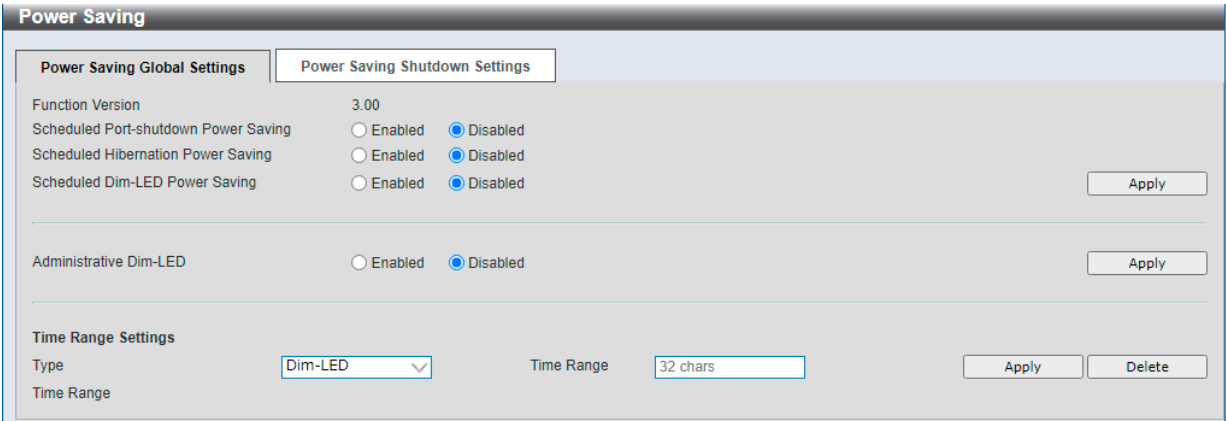 Power Saving
Power Saving Global Settings Power Saving Shutdown Settings
Function Version 3.00
Scheduled Port-shutdown Power Saving Enabled Disabled
Scheduled Hibernation Power Saving Enabled Disabled
Scheduled Dim-LED Power Saving Enabled Disabled Apply
Administrative Dim-LED Enabled Disabled Apply
Time Range Settings
Type Dim-LED Time Range 32 chars Apply Delete
Time Range